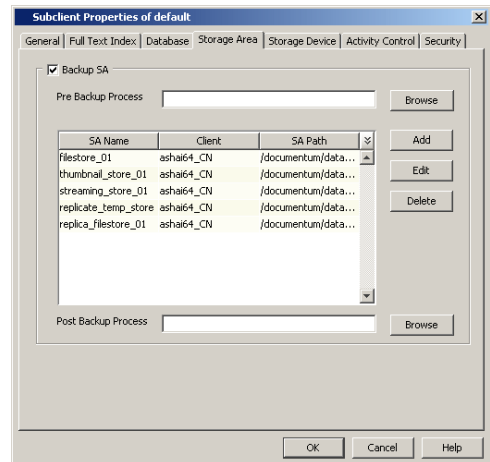 Subclient Properties of default
General Full Text Index Database Storage Area Storage Device Activity Control Security
Backup SA
Pre Backup Process Browse
SA Name Client SA Path Add
filestore_01 ashai64_CN /documentum/data...
thumbnail_store_01 ashai64_CN /documentum/data... Edit
streaming_store_01 ashai64_CN /documentum/data...
replicate_temp_store ashai64_CN /documentum/data... Delete
replica_filestore_01 ashai64_CN /documentum/data...
Post Backup Process Browse
OK Cancel Help